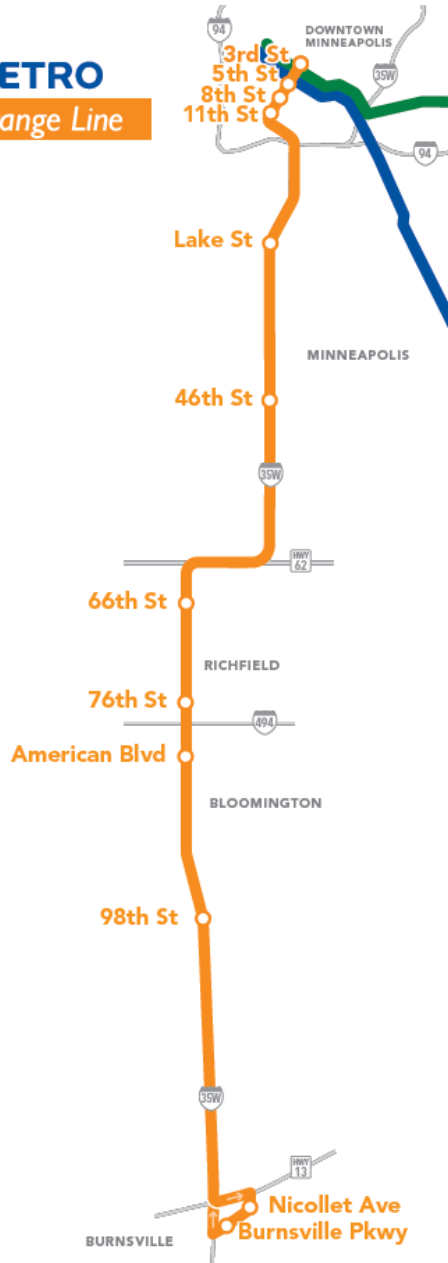 94
DOWNTOWN
MINNEAPOLIS
3rd St
ETRO
5th St
35W
8th St
ange Line
11th St
94
Lake St
MINNEAPOLIS
46th St
35W
HWY
62
66th St
RICHFIELD
76th St
494
American Blvd
BLOOMINGTON
98th St
35W
HWY
13
Nicollet Ave
Burnsville Pkwy
BURNSVILLE